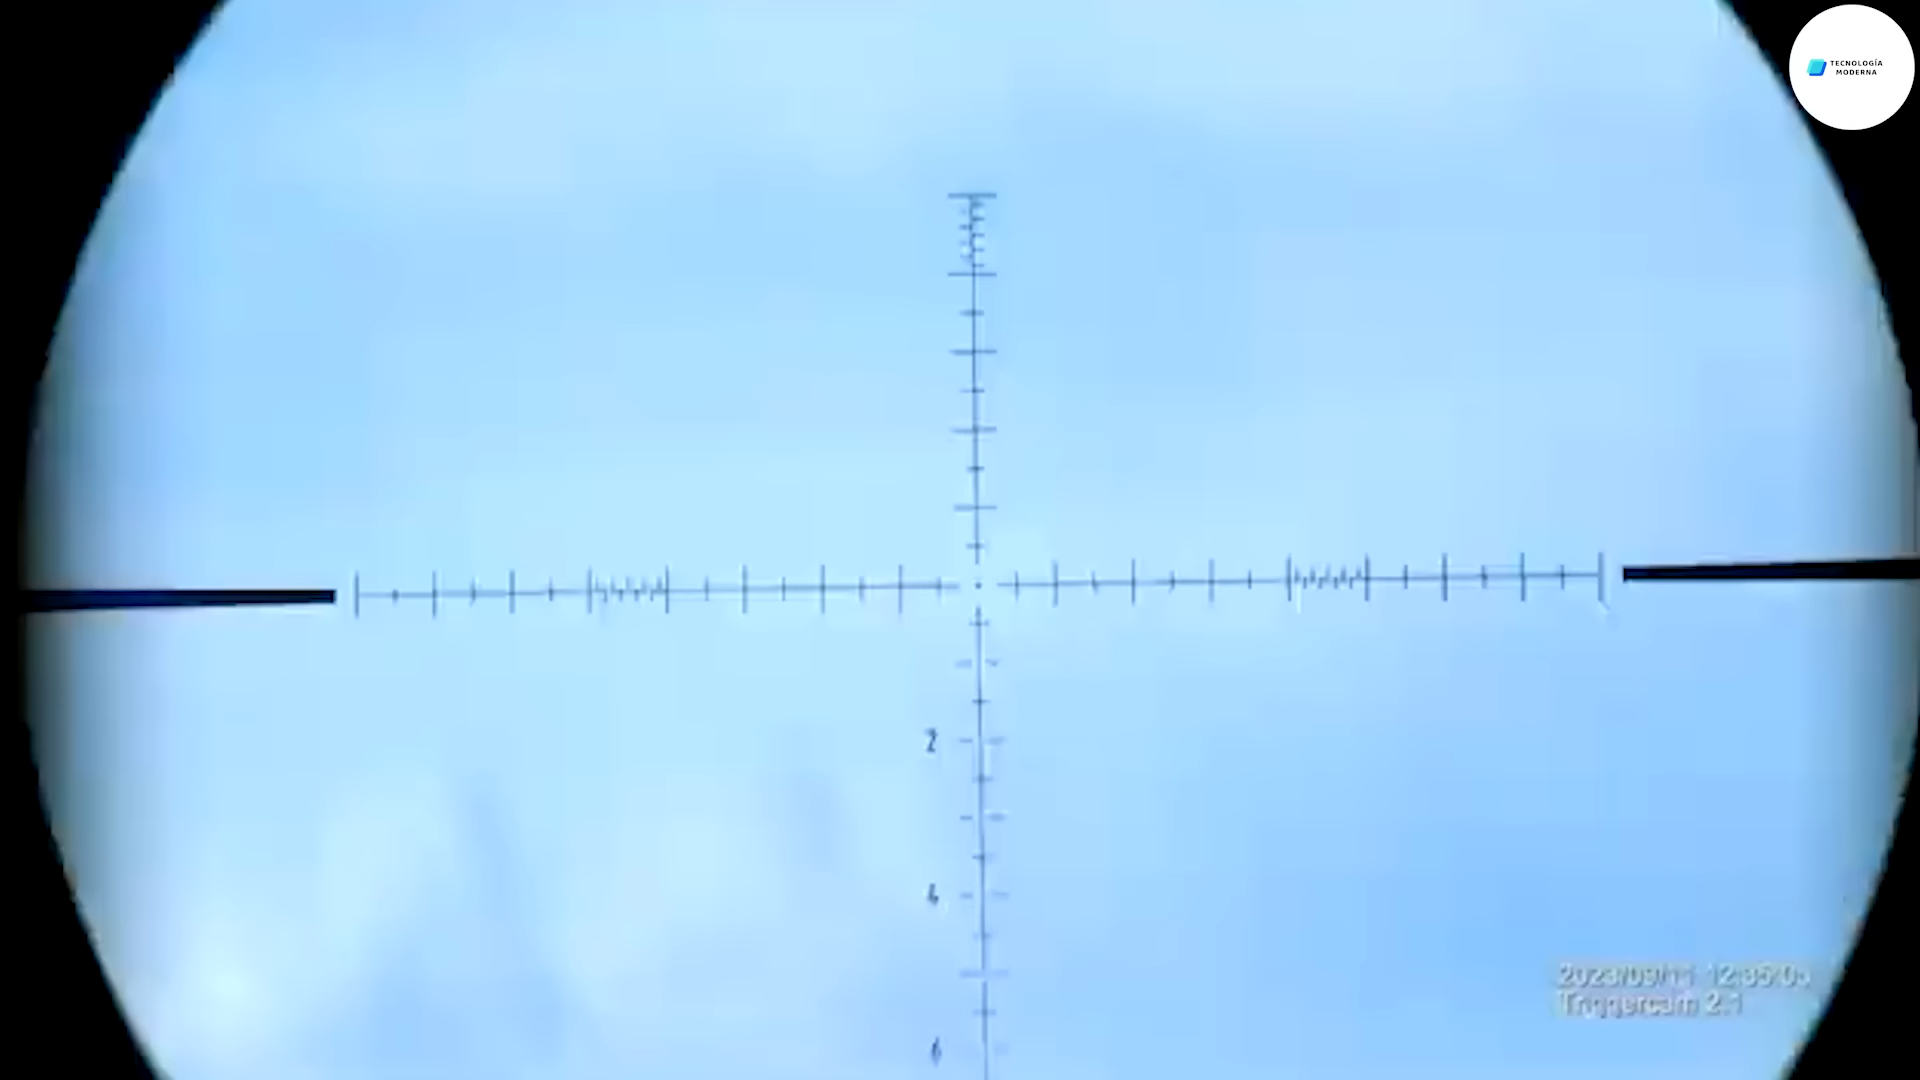 TECNOLOGÍA
MODERNA
2
4
6
Triggercam 2.1